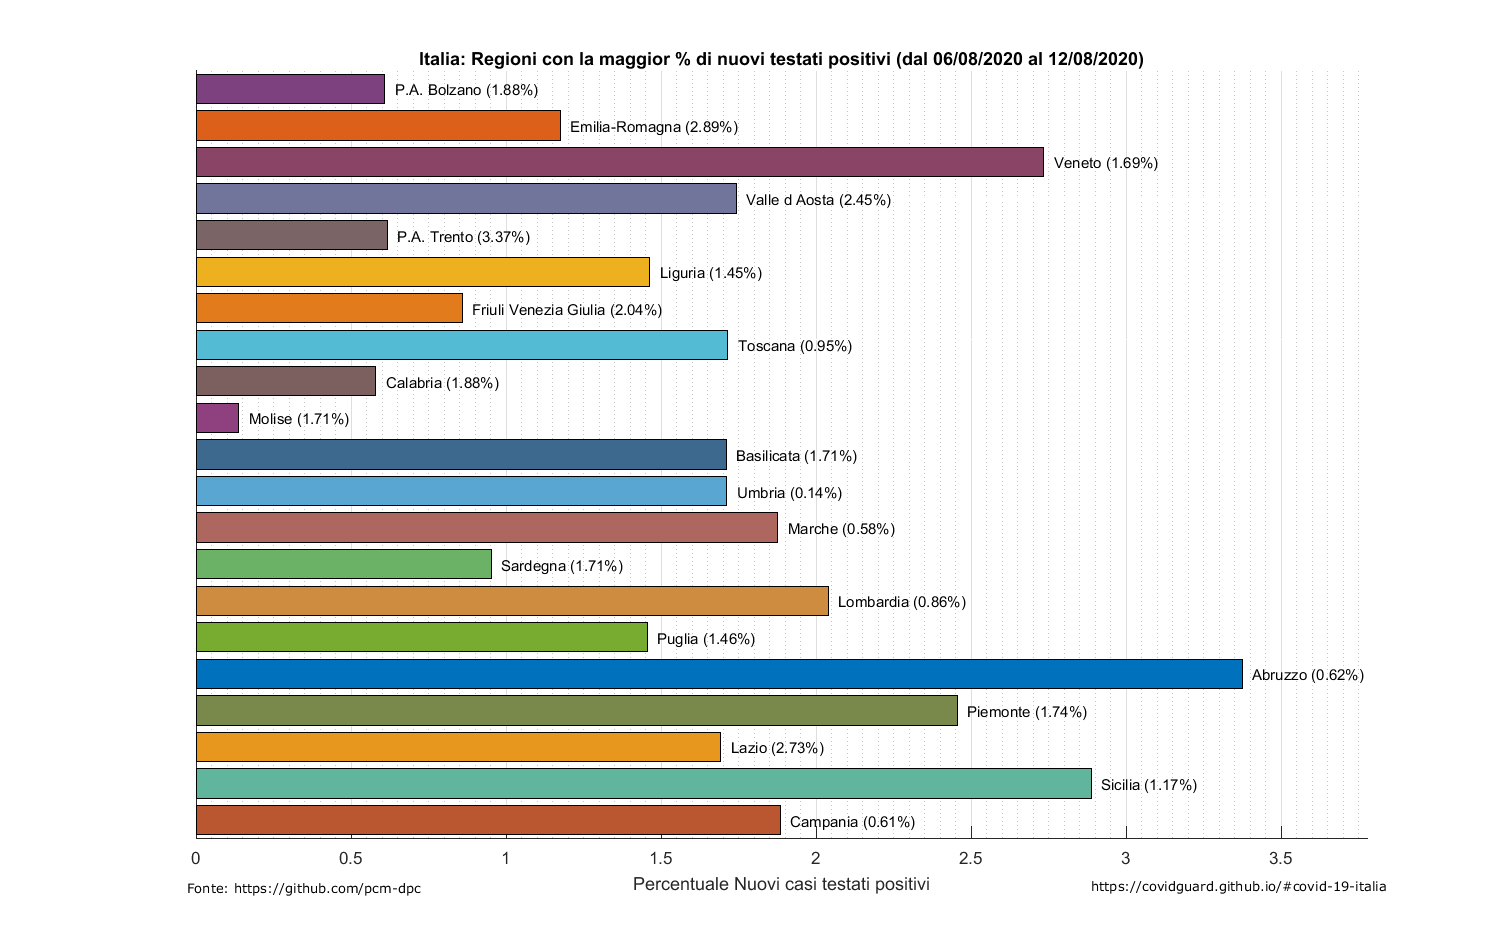 Italia: Regioni con la maggior % di nuovi testati positivi (dal 06/08/2020 al 12/08/2020)
P.A. Bolzano (1.88%)
Emilia-Romagna (2.89%)
Veneto (1.69%)
Valle d Aosta (2.45%)
P.A. Trento (3.37%)
Liguria (1.45%)
Friuli Venezia Giulia (2.04%)
Toscana (0.95%)
Calabria (1.88%)
Molise (1.71%)
Basilicata (1.71%)
Umbria (0.14%)
Marche (0.58%)
Sardegna (1.71%)
Lombardia (0.86%)
Puglia (1.46%)
Abruzzo (0.62%)
Piemonte (1.74%)
Lazio (2.73%)
Sicilia (1.17%)
Campania (0.61%)
0 0.5 1 1.5 2 2.5 3 3.5
Percentuale Nuovi casi testati positivi
Fonte: https://github.com/pcm-dpc
https://covidguard.github.io/#covid-19-italia